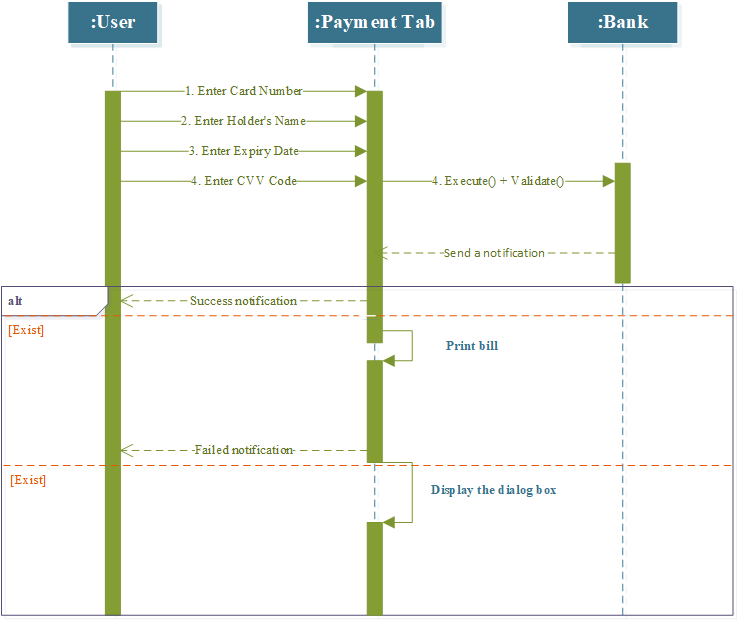 :User
:Payment Tab
:Bank
1. Enter Card Number
2. Enter Holder's Name
3. Enter Expiry Date
4. Enter CVV Code
4. Execute() + Validate()
Send a notification
alt
Success notification
[Exist]
Print bill
Failed notification
[Exist]
Display the dialog box